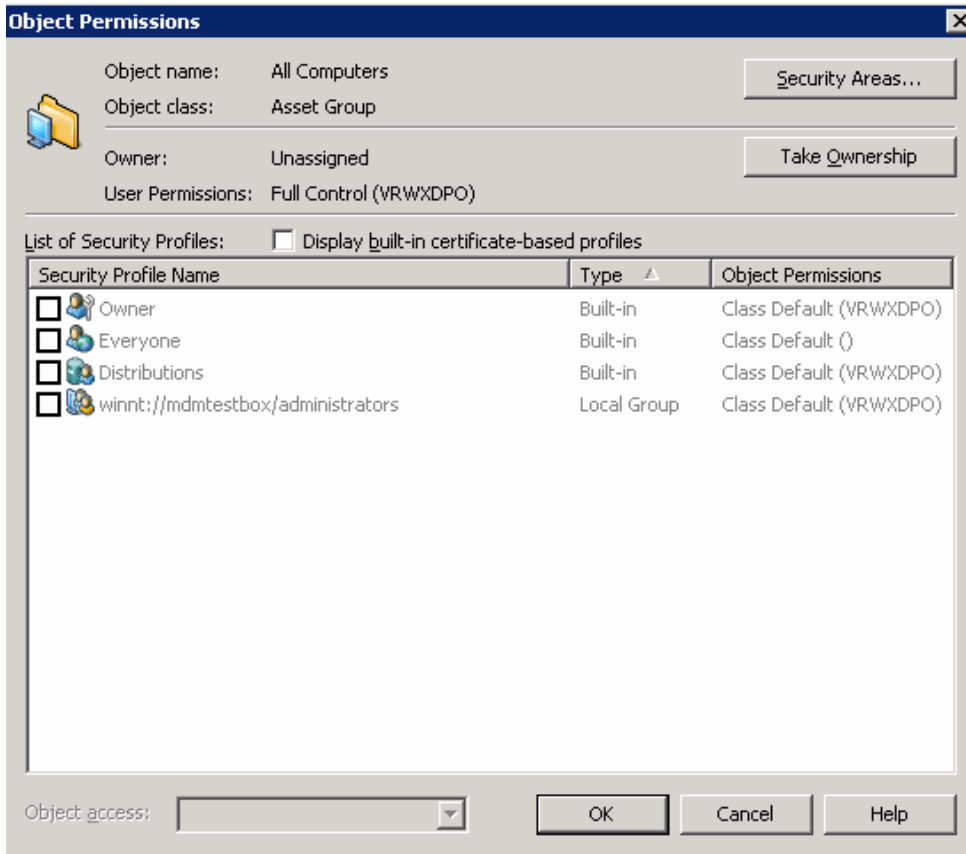 Object Permissions
Object name: All Computers
Security Areas...
Object class: Asset Group
Owner: Unassigned
Take Ownership
User Permissions: Full Control (VRWXDPO)
List of Security Profiles: Display built-in certificate-based profiles
Security Profile Name Type Object Permissions
Owner Built-in Class Default (VRWXDPO)
Everyone Built-in Class Default ()
Distributions Built-in Class Default (VRWXDPO)
winnt://mdmtestbox/administrators Local Group Class Default (VRWXDPO)
Object access: OK Cancel Help